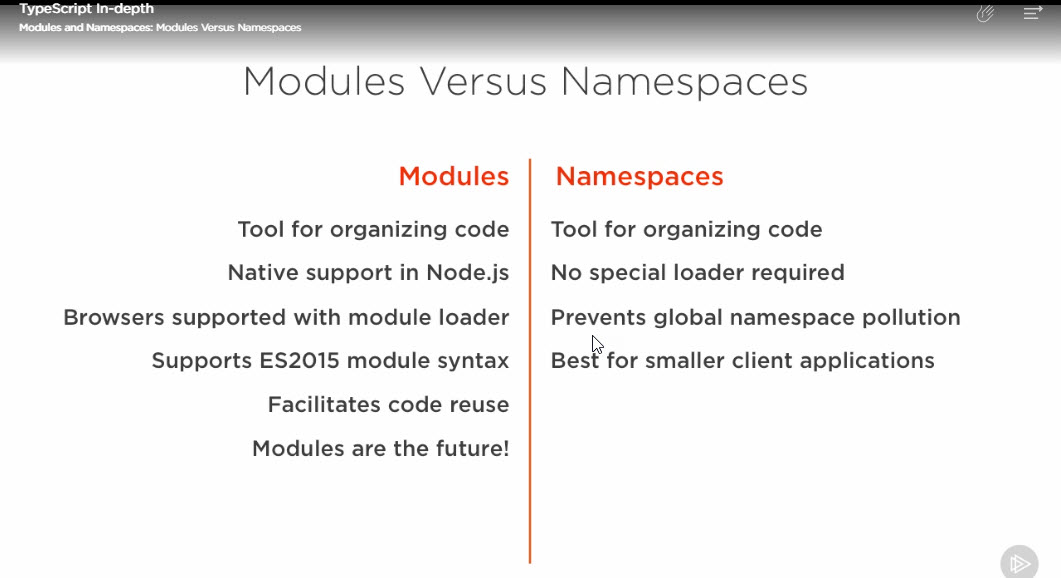 TypeScript In-depth
Modules and Namespaces: Modules Versus Namespaces
Modules Versus Namespaces
Modules
Tool for organizing code
Native support in Node.js
Browsers supported with module loader
Supports ES2015 module syntax
Facilitates code reuse
Modules are the future!
Namespaces
Tool for organizing code
No special loader required
Prevents global namespace pollution
Best for smaller client applications